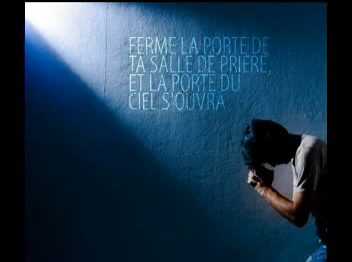 FERME LA PORTE DE
TA SALLE DE PRIERE,
ET LA PORTE DU
CIEL S'OUVRA